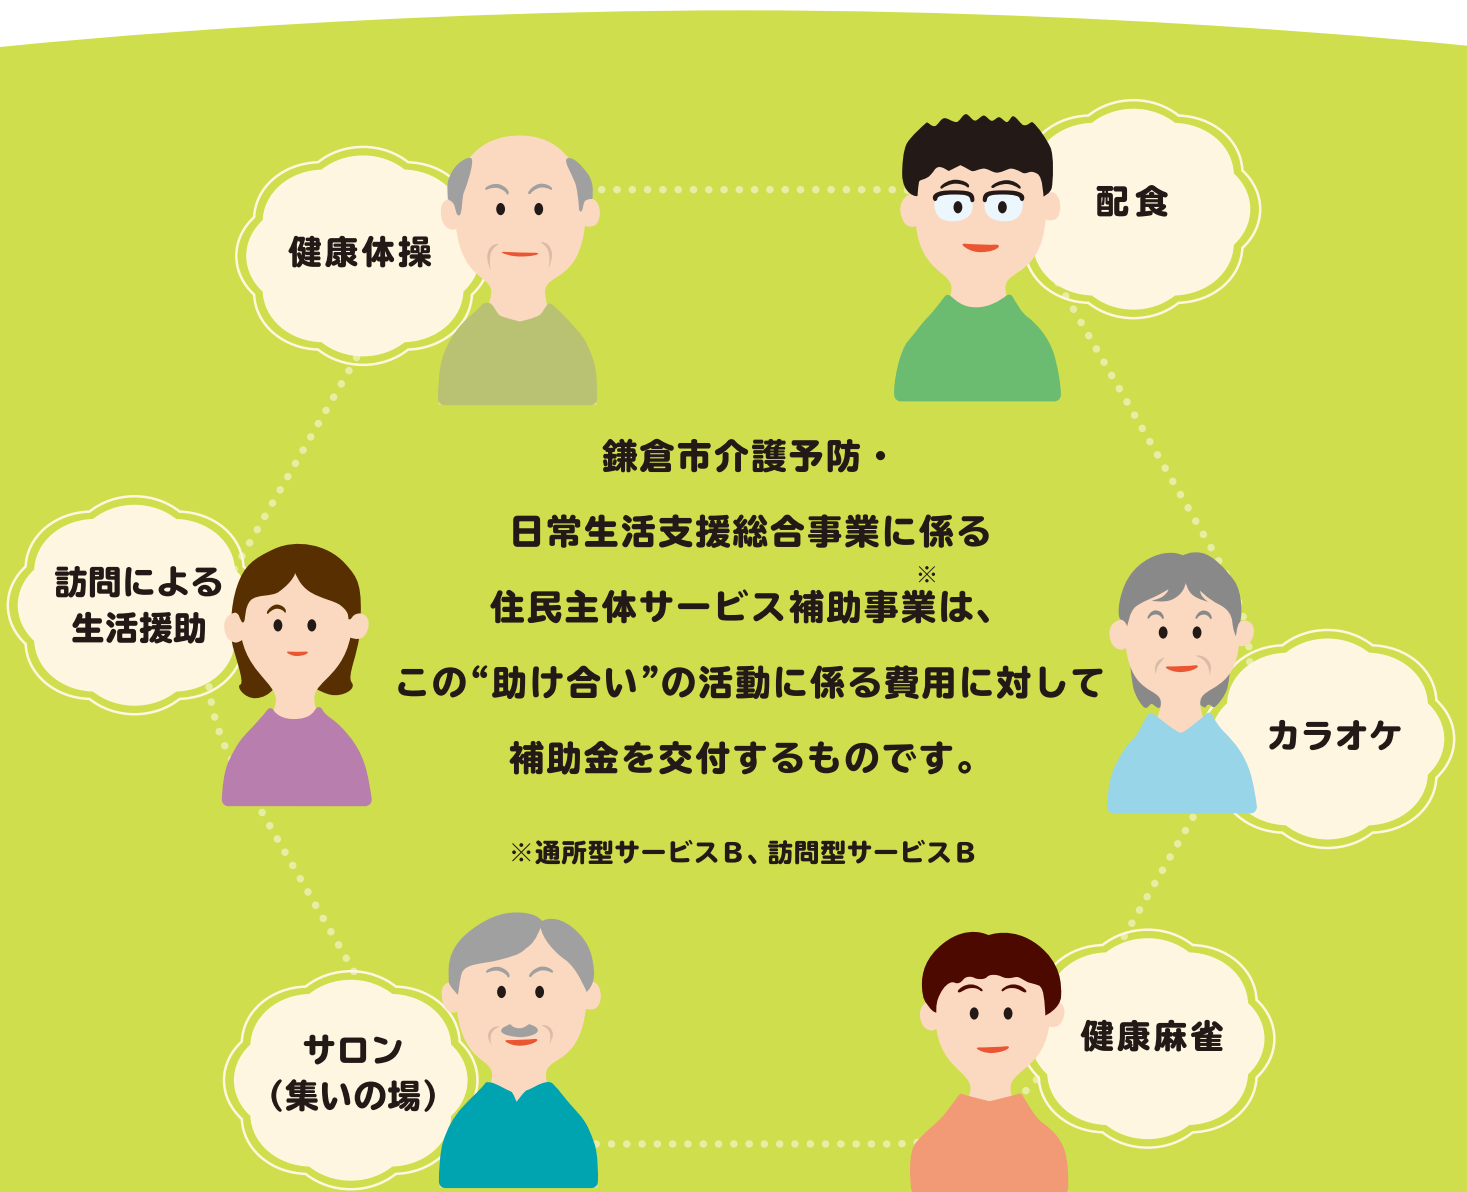 健康体操
配食
鎌倉市介護予防・
日常生活支援総合事業に係る
※
住民主体サービス補助事業は、
この“助け合い”の活動に係る費用に対して
補助金を交付するものです。
※通所型サービスB、訪問型サービスB
訪問による
生活援助
カラオケ
サロン
（集いの場）
健康麻雀